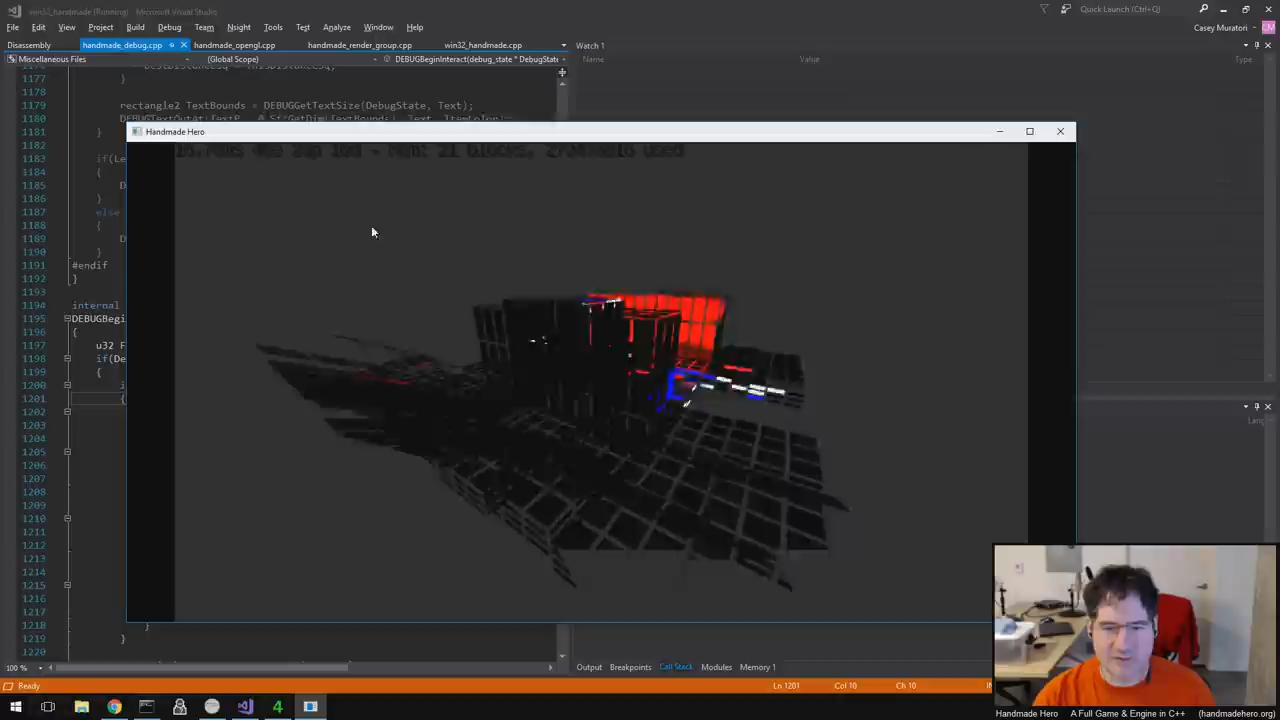 win32_handmade (Running) - Microsoft Visual Studio
Quick Launch (Ctrl+Q)
File Edit View Project Build Debug Team Nsight Tools Test Analyze Window Help
Casey Muratori
CM
Disassembly handmade_debug.cpp handmade_opengl.cpp handmade_render_group.cpp win32_handmade.cpp
Watch 1
Miscellaneous Files (Global Scope) DEBUGBeginInteract(debug_state * DebugState
Name Value Type
1177 }
1178
1179 rectangle2 TextBounds = DEBUGGetTextSize(DebugState, Text);
1180
1181 }
Handmade Hero
1182
1183 if(Le
1184 {
1185 D
1186 }
1187 else
1188 {
1189 D
1190 }
1191 #endif
1192 }
1193
1194 internal
1195 DEBUGBegi
1196 {
1197 u32 F
1198 if(De
1199 {
1200 i
1201 {
1202
1203
1204
1205
1206
1207
1208
1209
1210
1211
1212
1213
1214
1215
1216
1217
1218 }
1219 }
1220
100 %
Output Breakpoints Call Stack Modules Memory 1
Ready
Ln 1201 Col 10 Ch 10
4
Handmade Hero A Full Game & Engine in C++ (handmadehero.org)